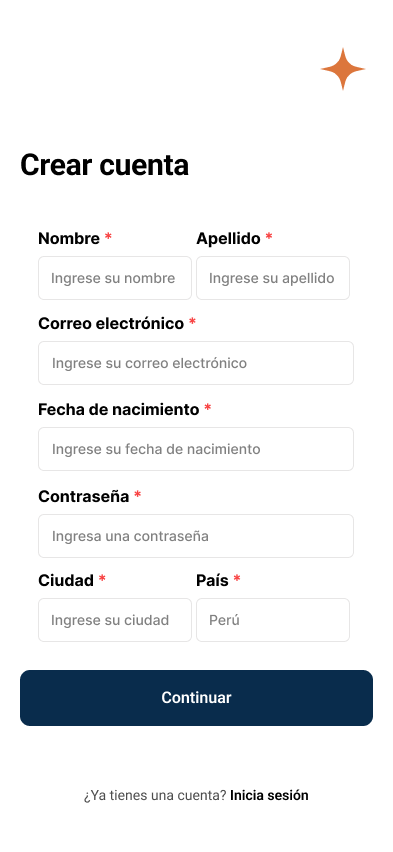 Crear cuenta
Nombre * Apellido *
Ingrese su nombre Ingrese su apellido
Correo electrónico *
Ingrese su correo electrónico
Fecha de nacimiento *
Ingrese su fecha de nacimiento
Contraseña *
Ingresa una contraseña
Ciudad * País *
Ingrese su ciudad Perú
Continuar
¿Ya tienes una cuenta? Inicia sesión